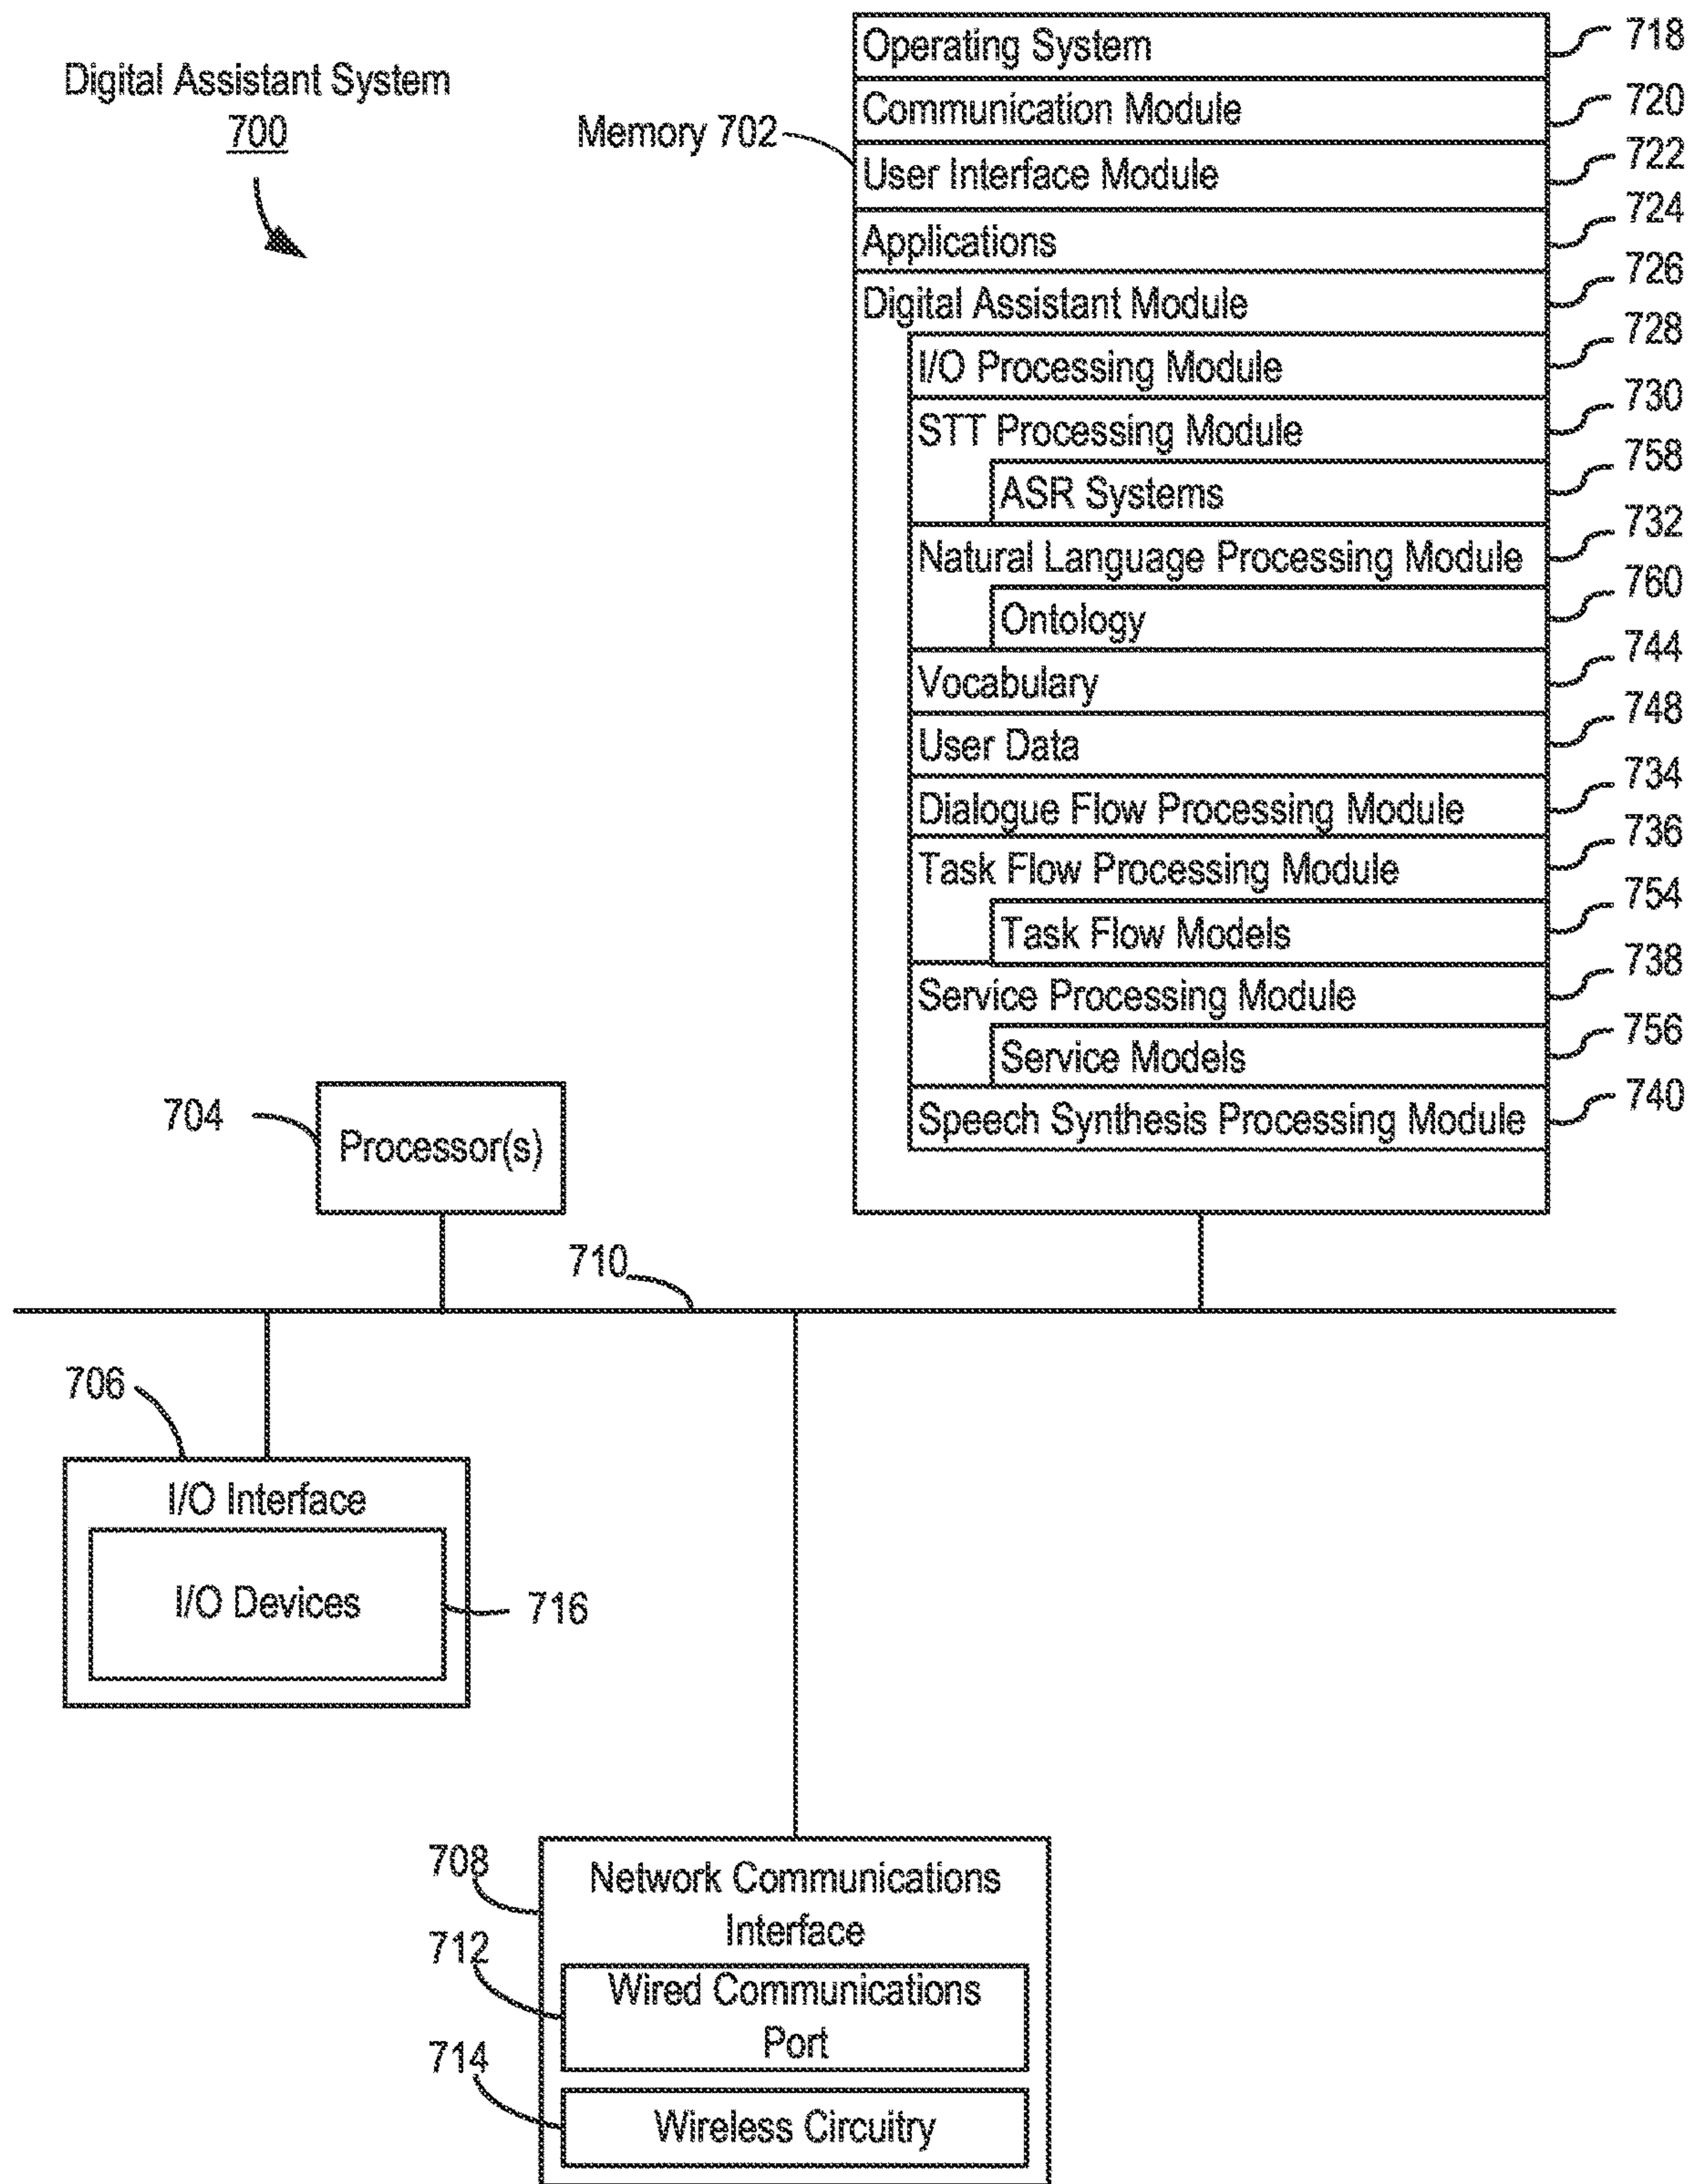 Digital Assistant System
700
Memory 702
Operating System 718
Communication Module 720
User Interface Module 722
Applications 724
Digital Assistant Module 726
I/O Processing Module 728
STT Processing Module 730
ASR Systems 758
Natural Language Processing Module 732
Ontology 760
Vocabulary 744
User Data 748
Dialogue Flow Processing Module 734
Task Flow Processing Module 736
Task Flow Models 754
Service Processing Module 738
Service Models 756
Speech Synthesis Processing Module 740
704
Processor(s)
710
706
I/O Interface
I/O Devices
716
708
Network Communications
Interface
712
Wired Communications
Port
714
Wireless Circuitry